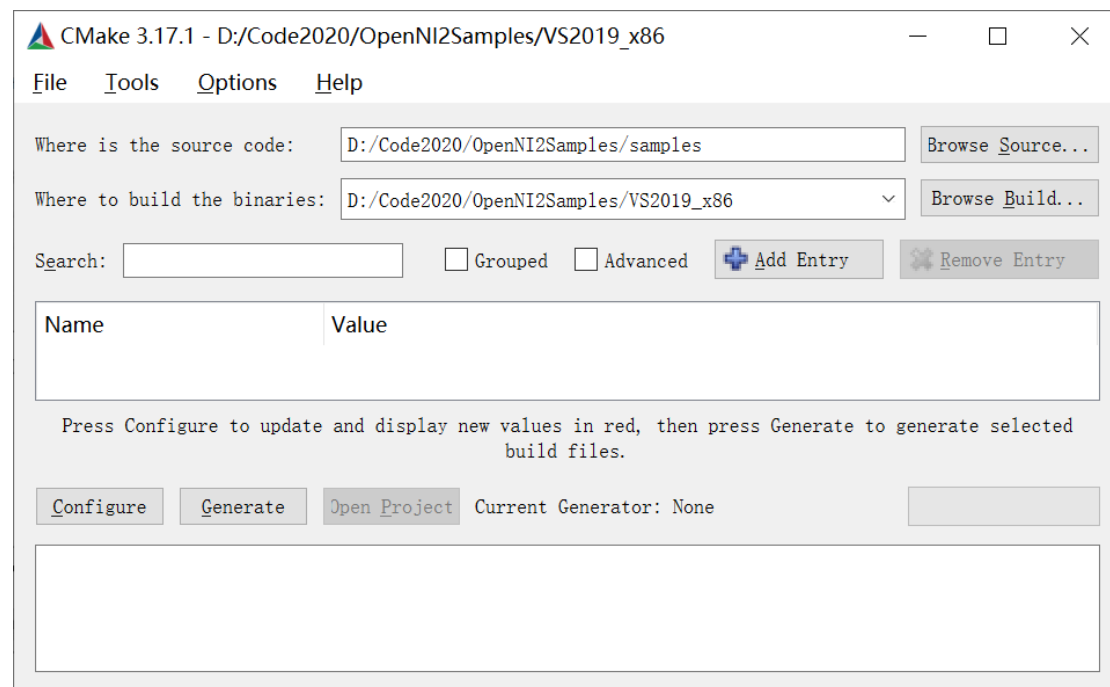 CMake 3.17.1 - D:/Code2020/OpenNI2Samples/VS2019_x86
File Tools Options Help
Where is the source code: D:/Code2020/OpenNI2Samples/samples Browse Source...
Where to build the binaries: D:/Code2020/OpenNI2Samples/VS2019_x86 Browse Build...
Search: Grouped Advanced Add Entry Remove Entry
Name Value
Press Configure to update and display new values in red, then press Generate to generate selected
build files.
Configure Generate Open Project Current Generator: None